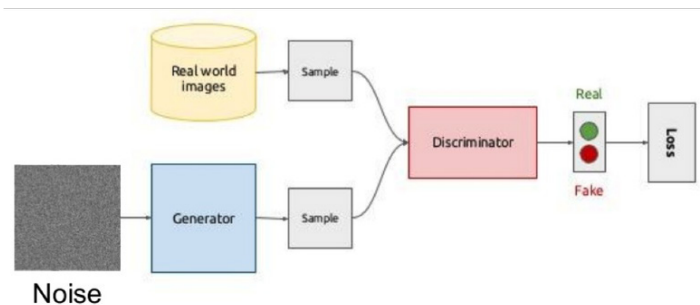 Real world
images
Sample
Real
Discriminator
Loss
Fake
Generator
Sample
Noise